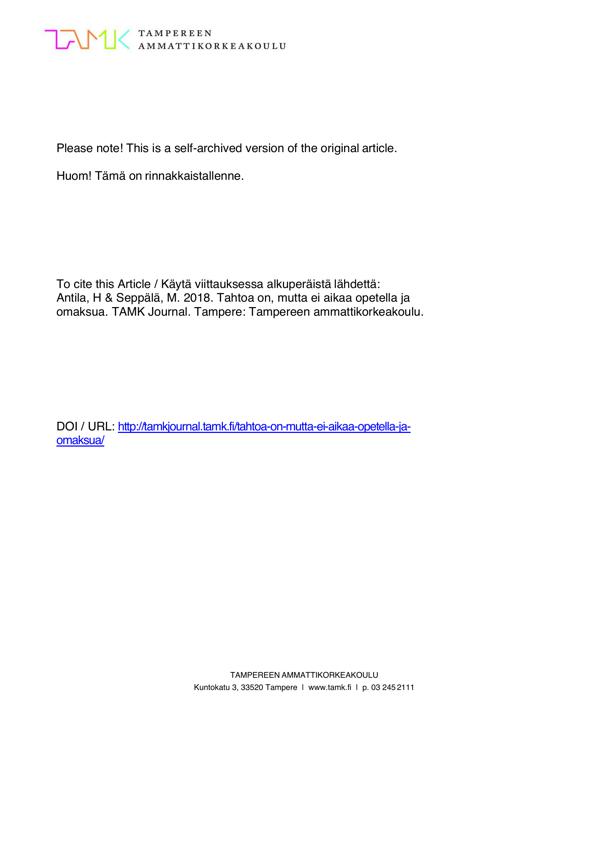 TAMK TAMPEREEN
AMMATTIKORKEAKOULU
Please note! This is a self-archived version of the original article.
Huom! Tämä on rinnakkaistallenne.
To cite this Article / Käytä viittauksessa alkuperäistä lähdettä:
Antila, H & Seppälä, M. 2018. Tahtoa on, mutta ei aikaa opetella ja
omaksua. TAMK Journal. Tampere: Tampereen ammattikorkeakoulu.
DOI / URL: http://tamkjournal.tamk.fi/tahtoa-on-mutta-ei-aikaa-opetella-ja-
omaksua/
TAMPEREEN AMMATTIKORKEAKOULU
Kuntokatu 3, 33520 Tampere | www.tamk.fi | p. 03 245 2111